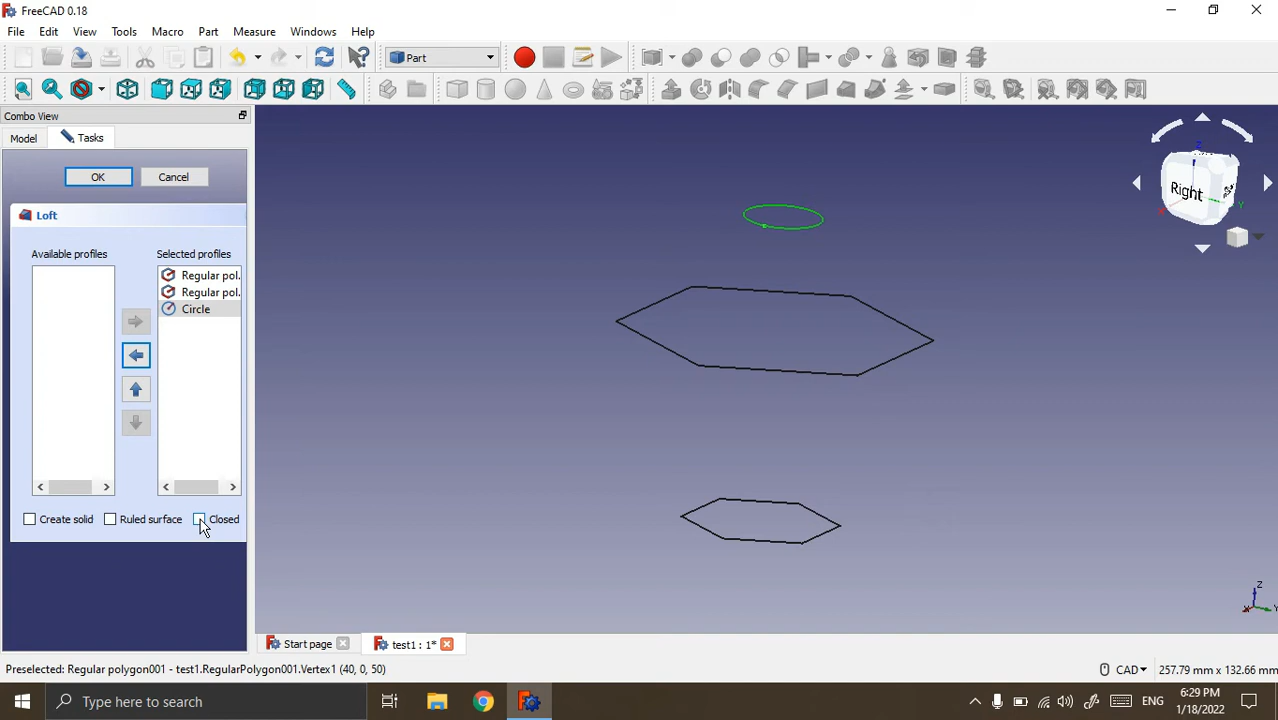 FreeCAD 0.18
File Edit View Tools Macro Part Measure Windows Help
Part
Combo View
Model Tasks
OK Cancel
Loft
Available profiles Selected profiles
Regular pol.
Regular pol.
Circle
Create solid Ruled surface Closed
Right
Z
X
Y
Z
X
Y
Start page test1 : 1*
Preselected: Regular polygon001 - test1.RegularPolygon001.Vertex1 (40, 0, 50) CAD 257.79 mm x 132.66 mm
Type here to search ENG 6:29 PM
1/18/2022